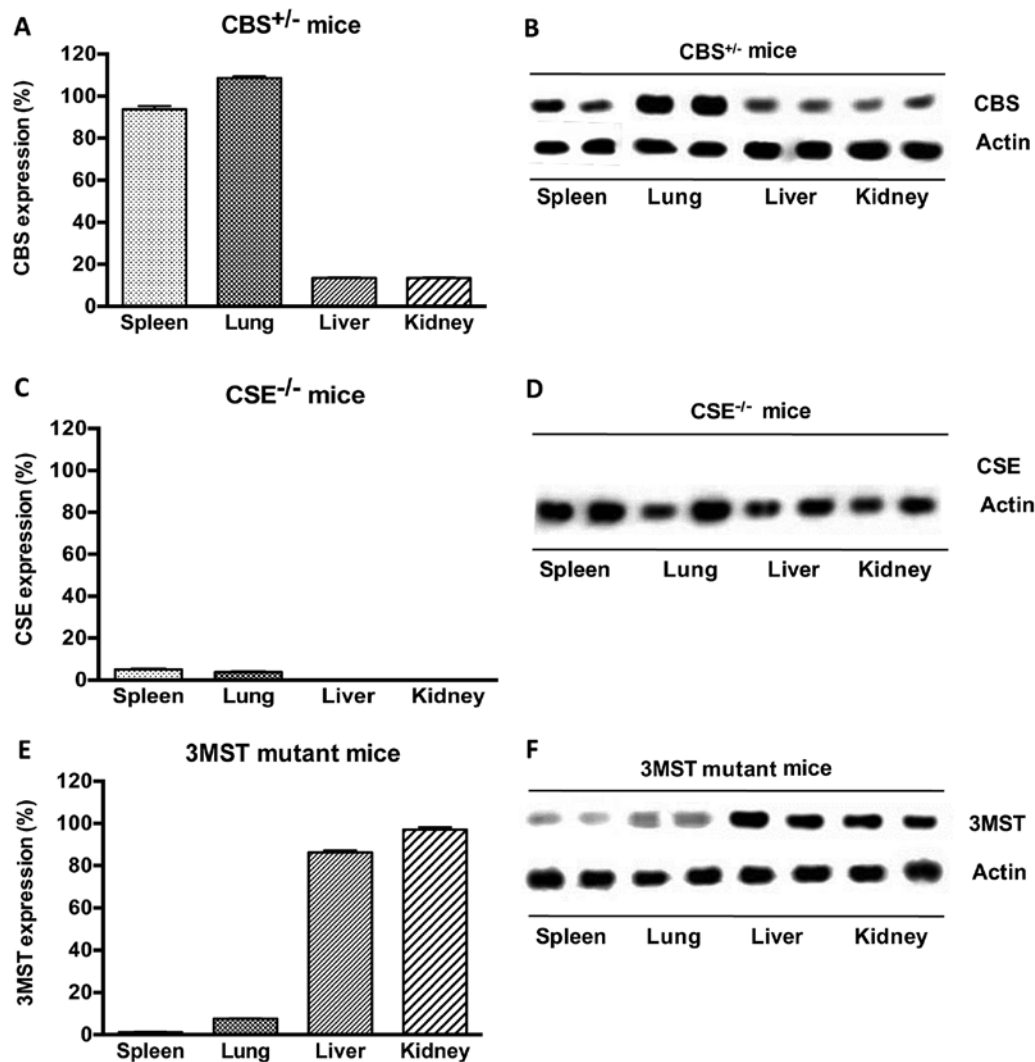 A
CBS+/- mice
CBS expression (%)
120
100
80
60
40
20
0
Spleen Lung Liver Kidney
B
CBS+/- mice
CBS
Actin
Spleen Lung Liver Kidney
C
CSE-/- mice
CSE expression (%)
120
100
80
60
40
20
0
Spleen Lung Liver Kidney
D
CSE-/- mice
CSE
Actin
Spleen Lung Liver Kidney
E
3MST mutant mice
3MST expression (%)
120
100
80
60
40
20
0
Spleen Lung Liver Kidney
F
3MST mutant mice
3MST
Actin
Spleen Lung Liver Kidney